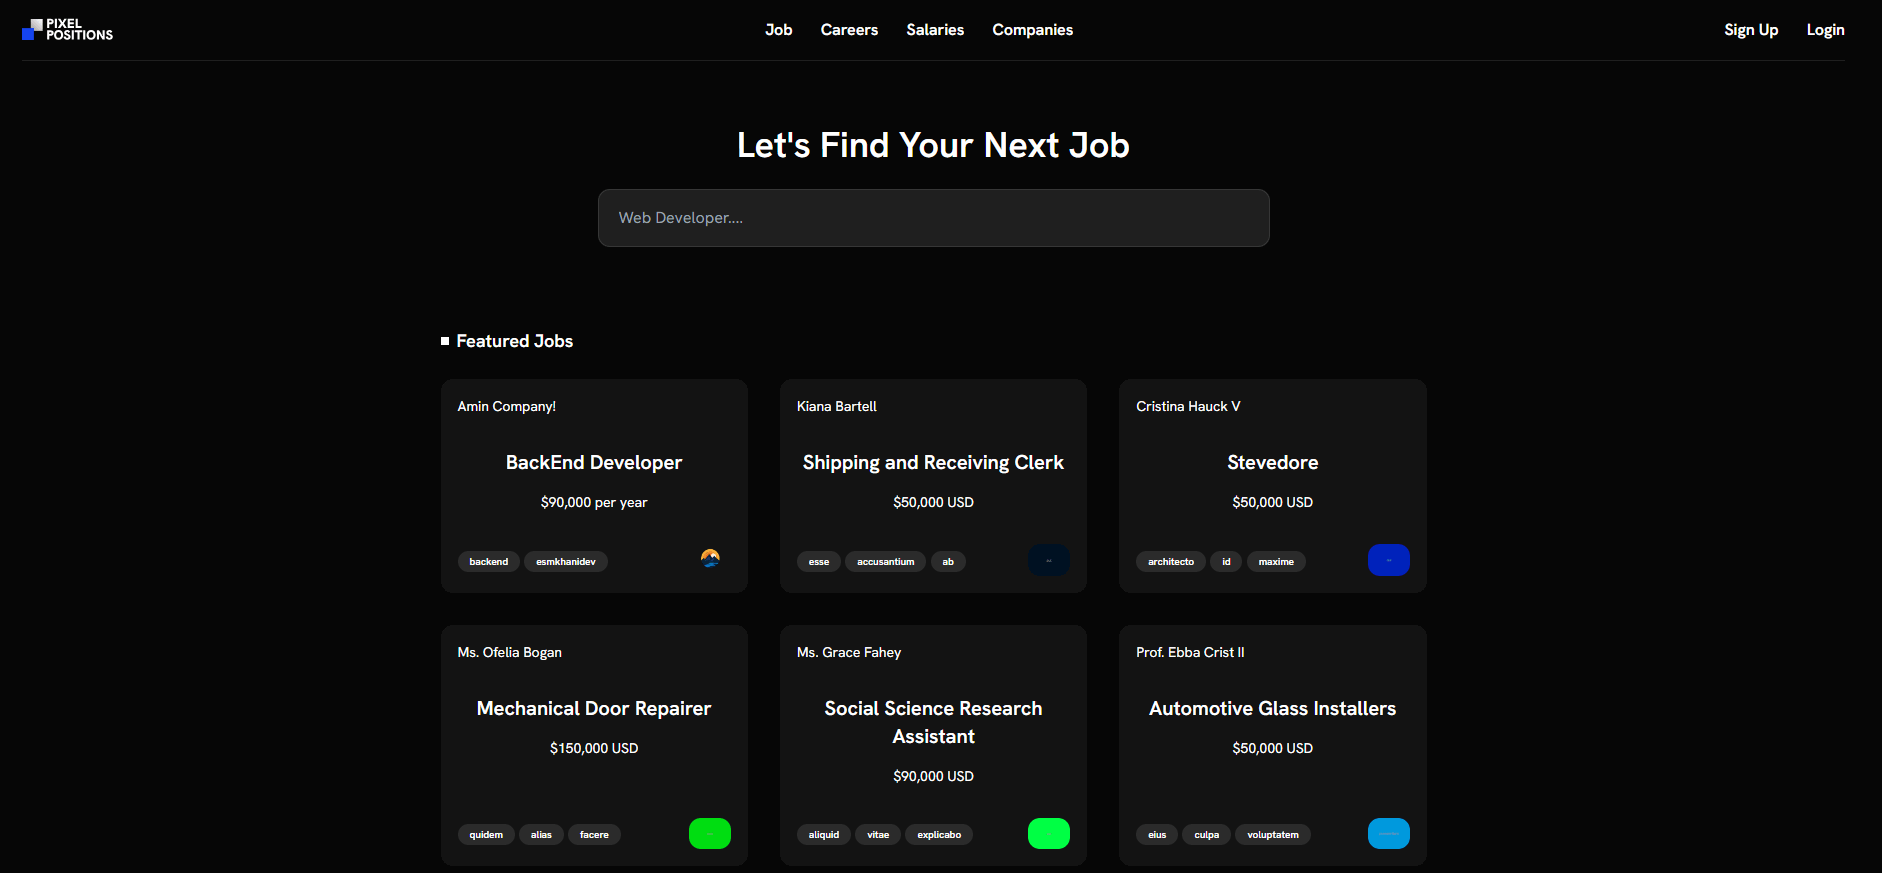 PIXEL
POSITIONS
Job Careers Salaries Companies
Sign Up Login
Let's Find Your Next Job
Web Developer....
Featured Jobs
Amin Company!
BackEnd Developer
$90,000 per year
backend esmkhanidev
Kiana Bartell
Shipping and Receiving Clerk
$50,000 USD
esse accusantium ab
Cristina Hauck V
Stevedore
$50,000 USD
architecto id maxime
Ms. Ofelia Bogan
Mechanical Door Repairer
$150,000 USD
quidem alias facere
Ms. Grace Fahey
Social Science Research
Assistant
$90,000 USD
aliquid vitae explicabo
Prof. Ebba Crist II
Automotive Glass Installers
$50,000 USD
eius culpa voluptatem